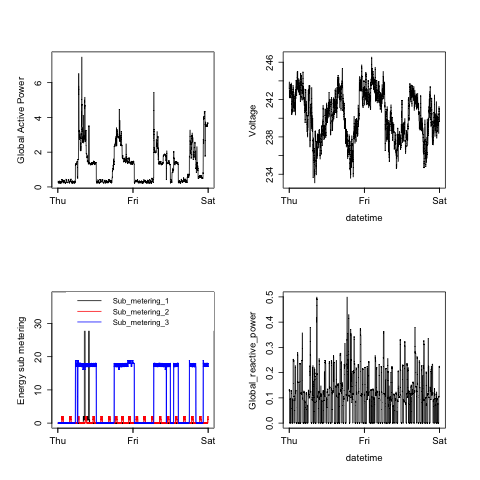 Global Active Power
6
4
2
0
Thu Fri Sat
Voltage
246
242
238
234
Thu Fri Sat
datetime
Energy sub metering
30
20
10
0
Sub_metering_1
Sub_metering_2
Sub_metering_3
Thu Fri Sat
Global_reactive_power
0.5
0.4
0.3
0.2
0.1
0.0
Thu Fri Sat
datetime